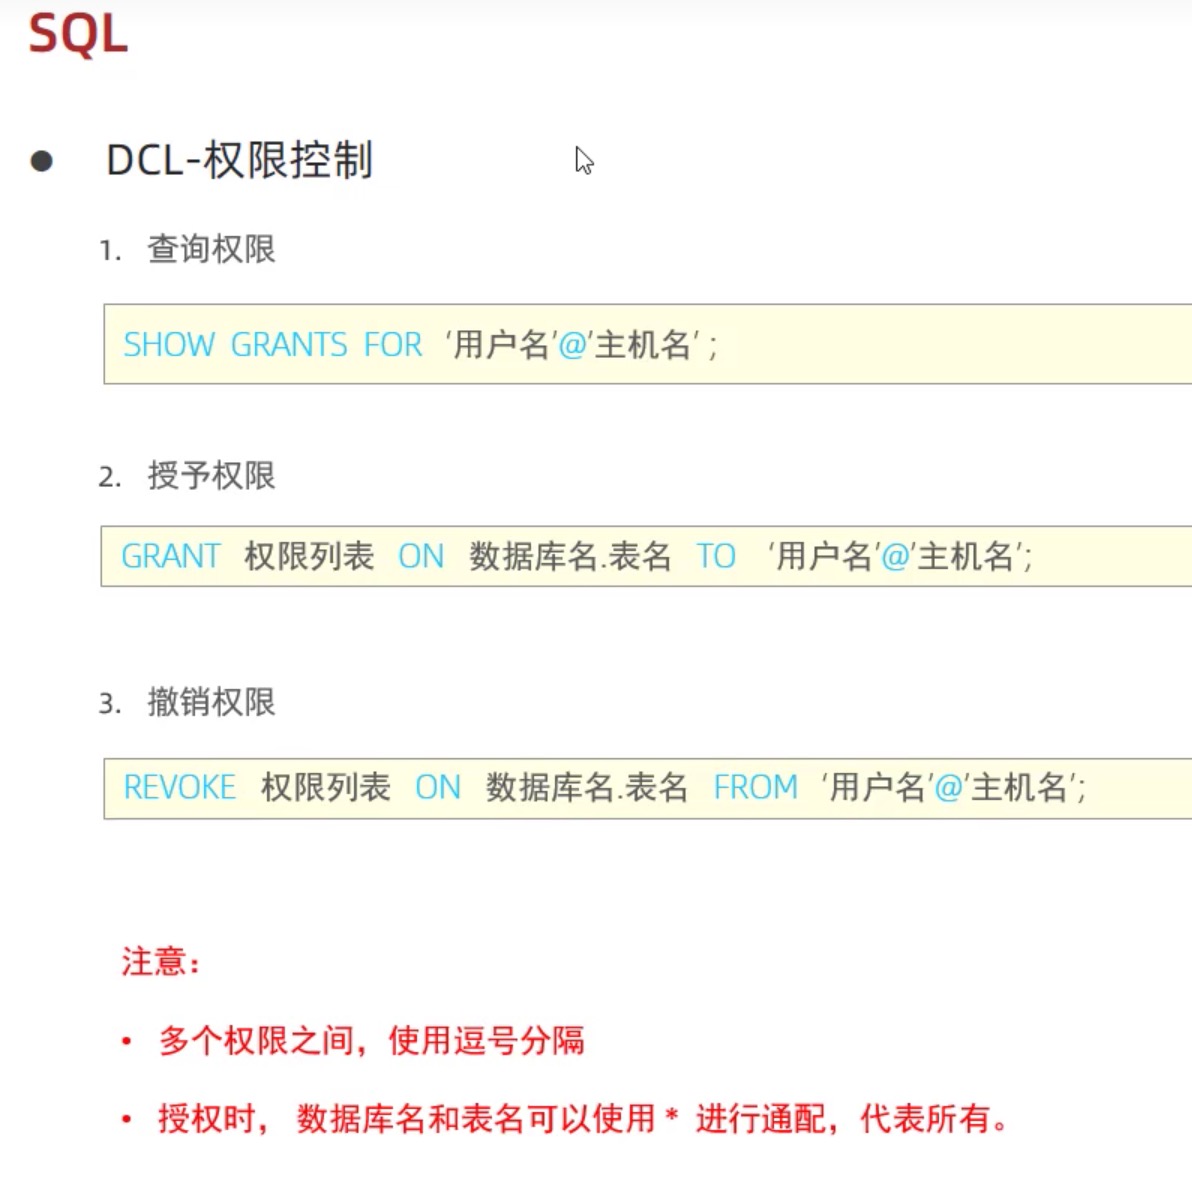 SQL
● DCL-权限控制
1. 查询权限
SHOW GRANTS FOR '用户名'@'主机名' ;
2. 授予权限
GRANT 权限列表 ON 数据库名.表名 TO '用户名'@'主机名';
3. 撤销权限
REVOKE 权限列表 ON 数据库名.表名 FROM '用户名'@'主机名';
注意：
• 多个权限之间，使用逗号分隔
• 授权时， 数据库名和表名可以使用 * 进行通配，代表所有。